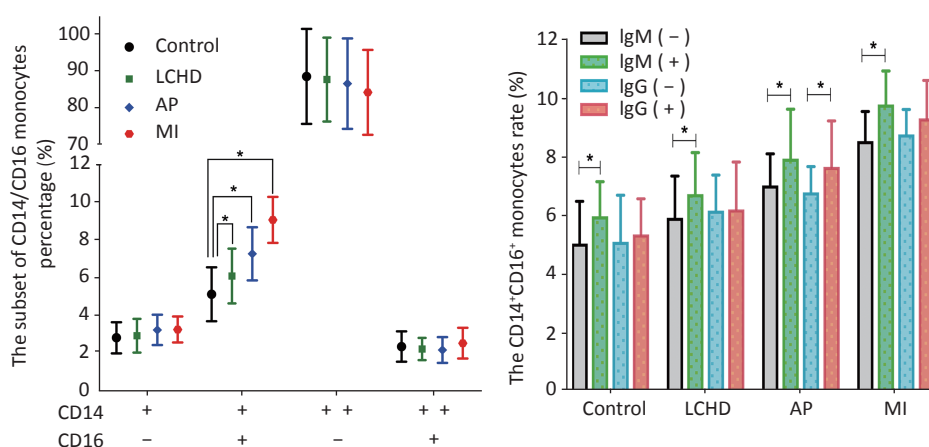 The subset of CD14/CD16 monocytes
percentage (%)
100
90
80
70
12
10
8
6
4
2
0
Control
LCHD
AP
MI
*
*
*
CD14 + + + + + +
CD16 − + − +
The CD14⁺CD16⁺ monocytes rate (%)
12
10
8
6
4
2
0
IgM (−)
IgM (+)
IgG (−)
IgG (+)
*
*
*
*
*
Control LCHD AP MI